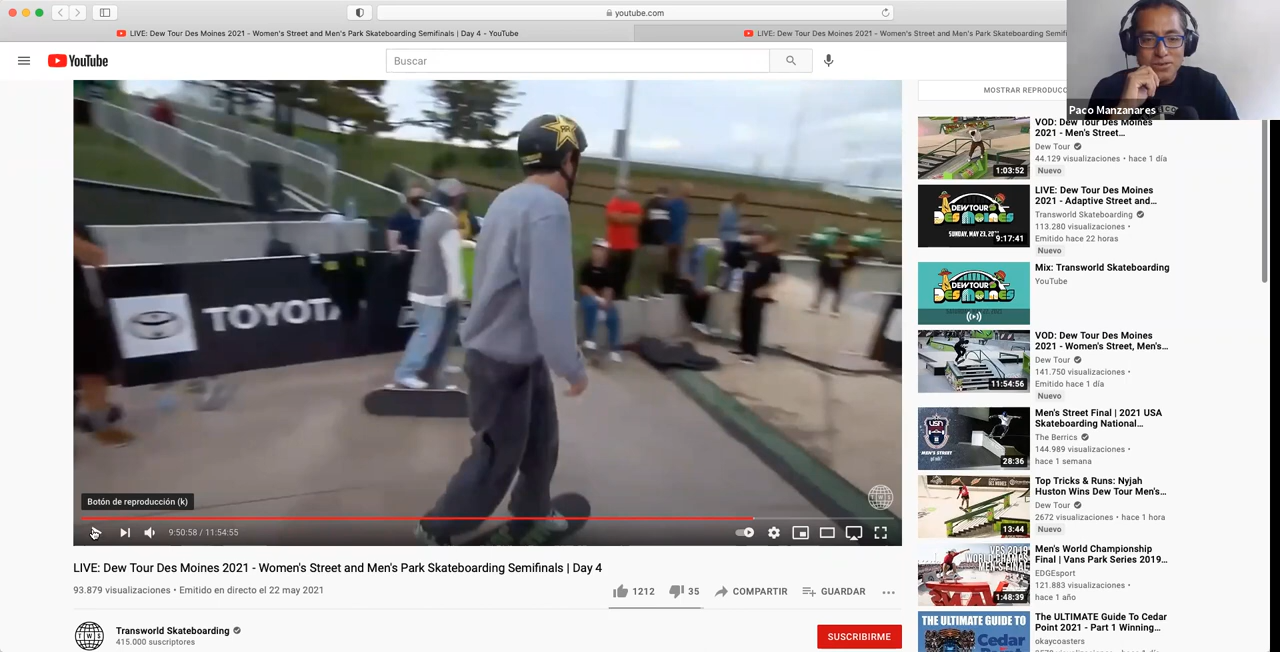 youtube.com
LIVE: Dew Tour Des Moines 2021 - Women's Street and Men's Park Skateboarding Semifinals | Day 4 - YouTube
LIVE: Dew Tour Des Moines 2021 - Women's Street and Men's Park Skateboarding Semifi
YouTube
Buscar
Paco Manzanares
TOYOTA
TOYOTA
Botón de reproducción (k)
9:50:58 / 11:54:55
LIVE: Dew Tour Des Moines 2021 - Women's Street and Men's Park Skateboarding Semifinals | Day 4
93.879 visualizaciones • Emitido en directo el 22 may 2021
1212
35
COMPARTIR
GUARDAR
TWS
Transworld Skateboarding
415.000 suscriptores
SUSCRIBIRME
MOSTRAR REPRODUCC
VOD: Dew Tour Des Moines
2021 - Men's Street...
Dew Tour
44.129 visualizaciones • hace 1 día
Nuevo
1:03:52
LIVE: Dew Tour Des Moines
2021 - Adaptive Street and...
Transworld Skateboarding
113.280 visualizaciones •
Emitido hace 22 horas
Nuevo
DEW TOUR
DES MOINES
9:17:41
Mix: Transworld Skateboarding
YouTube
DEW TOUR
DES MOINES
VOD: Dew Tour Des Moines
2021 - Women's Street, Men's...
Dew Tour
141.750 visualizaciones •
Emitido hace 1 día
Nuevo
11:54:56
Men's Street Final | 2021 USA
Skateboarding National...
The Berrics
144.989 visualizaciones •
hace 1 semana
28:36
Top Tricks & Runs: Nyjah
Huston Wins Dew Tour Men's...
Dew Tour
2672 visualizaciones • hace 1 hora
Nuevo
13:44
Men's World Championship
Final | Vans Park Series 2019...
EDGEsport
121.883 visualizaciones •
hace 1 año
1:48:39
The ULTIMATE Guide To Cedar
Point 2021 - Part 1 Winning...
okaycoasters
THE ULTIMATE GUIDE TO
Cedar